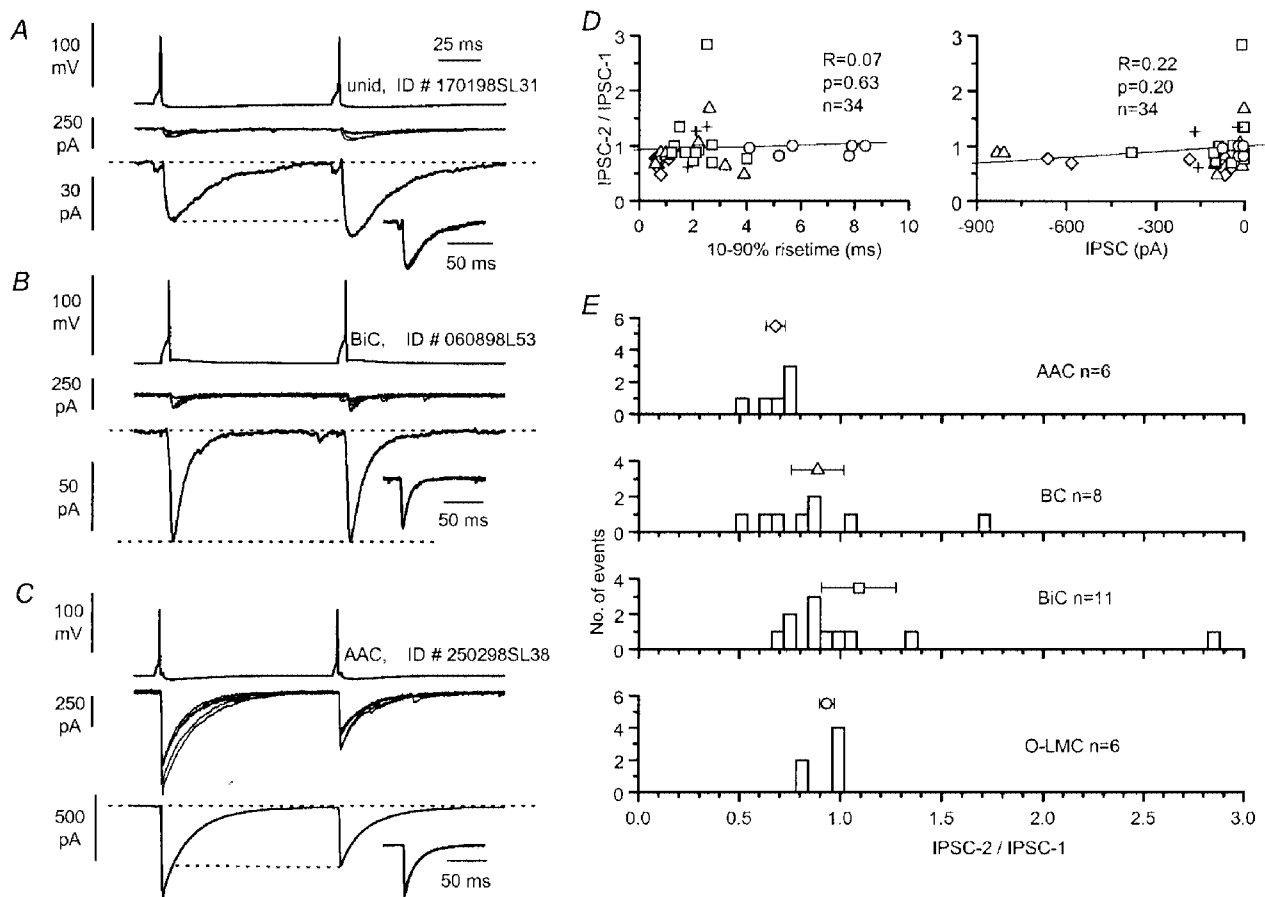 A
100
mV
25 ms
unid, ID # 170198SL31
250
pA
30
pA
50 ms
B
100
mV
BiC, ID # 060898L53
250
pA
50
pA
50 ms
C
100
mV
AAC, ID # 250298SL38
250
pA
500
pA
50 ms
D
IPSC-2 / IPSC-1
3
2
1
0
R=0.07
p=0.63
n=34
0 2 4 6 8 10
10-90% risetime (ms)
3
2
2
1
1
0
R=0.22
p=0.20
n=34
-900 -600 -300 0
IPSC (pA)
E
No. of events
6
4
2
0
AAC n=6
4
2
0
BC n=8
4
2
0
BiC n=11
6
4
2
0
O-LMC n=6
0.0 0.5 1.0 1.5 2.0 2.5 3.0
IPSC-2 / IPSC-1